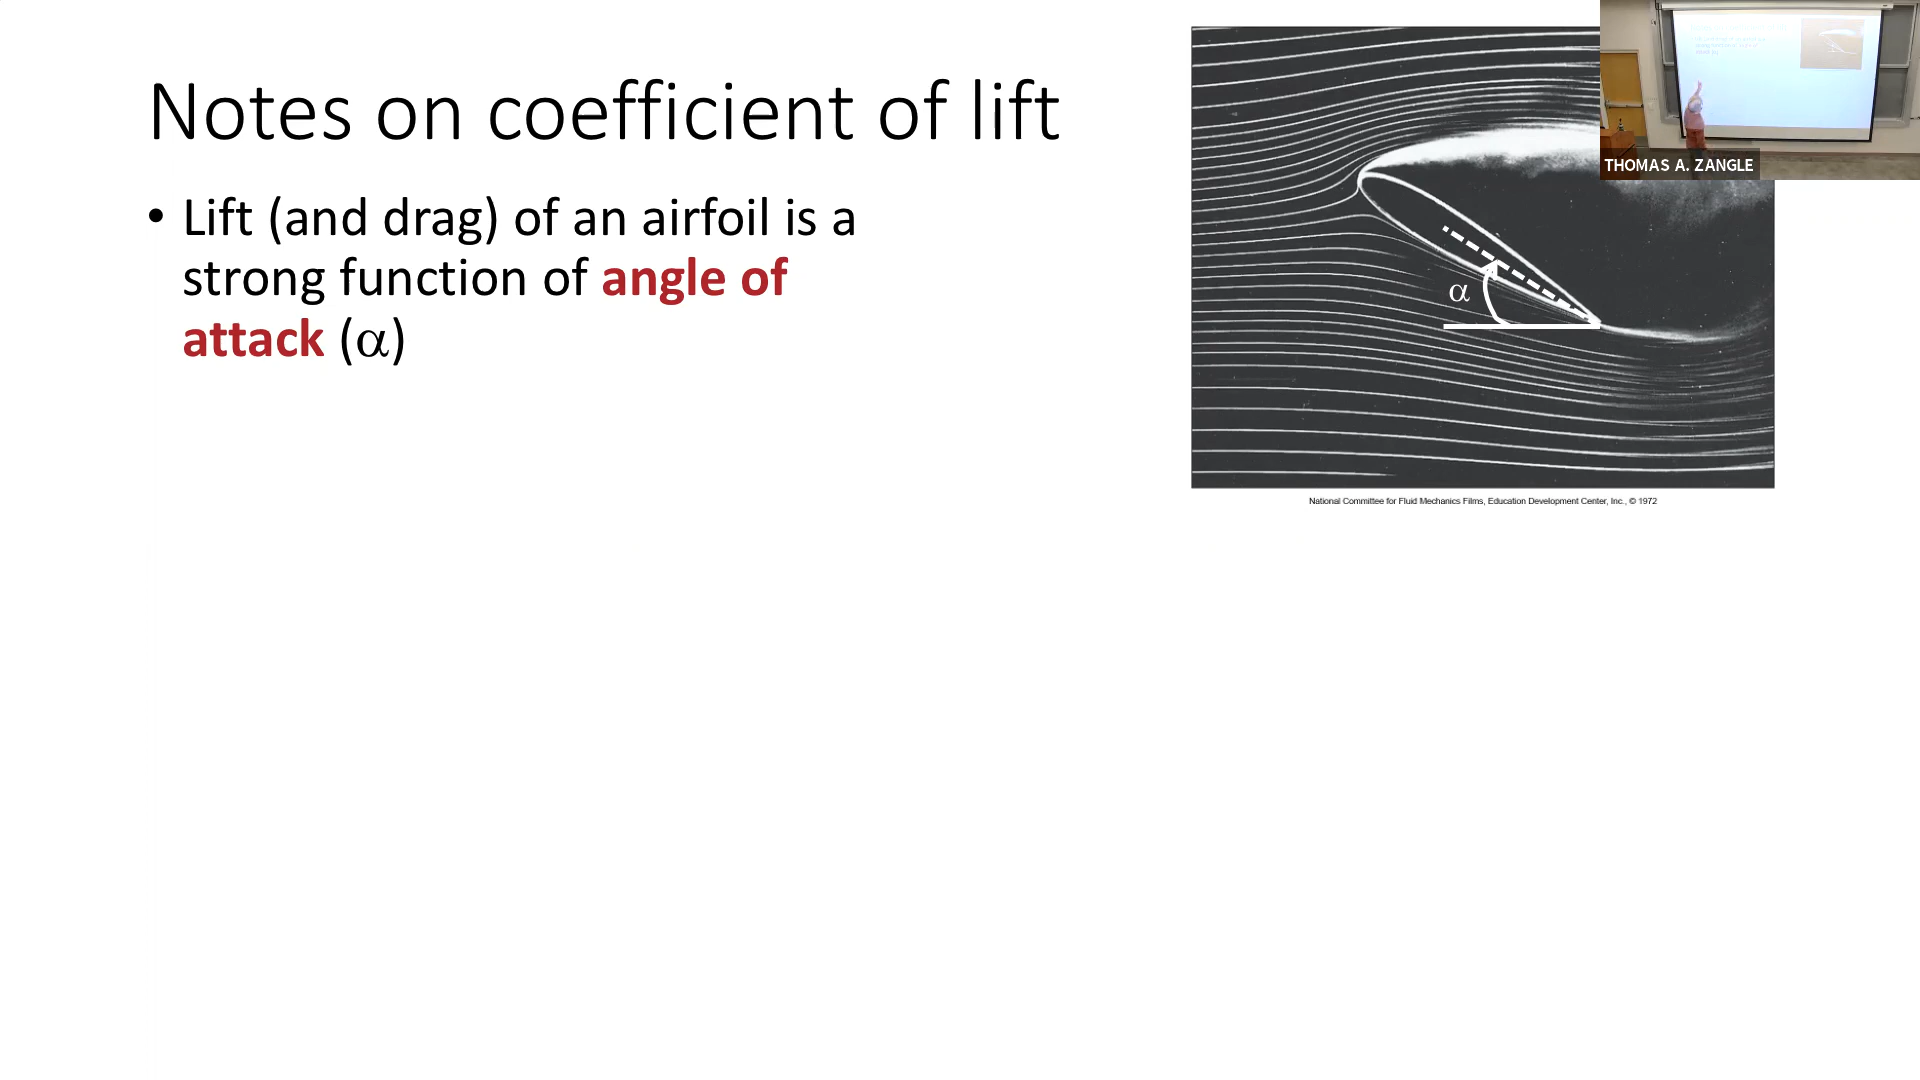 Notes on coefficient of lift
• Lift (and drag) of an airfoil is a
strong function of angle of
attack (α)
α
THOMAS A. ZANGLE
National Committee for Fluid Mechanics Films, Education Development Center, Inc., © 1972